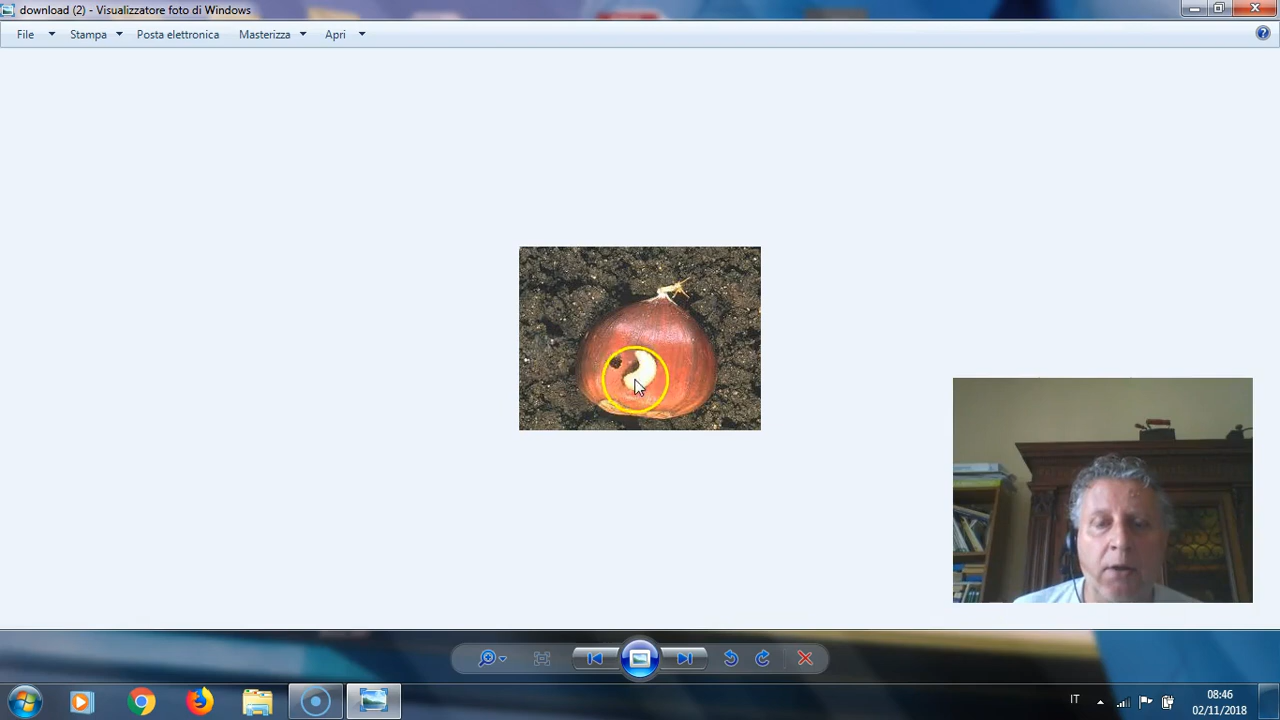 download (2) - Visualizzatore foto di Windows
File Stampa Posta elettronica Masterizza Apri
IT
08:46
02/11/2018